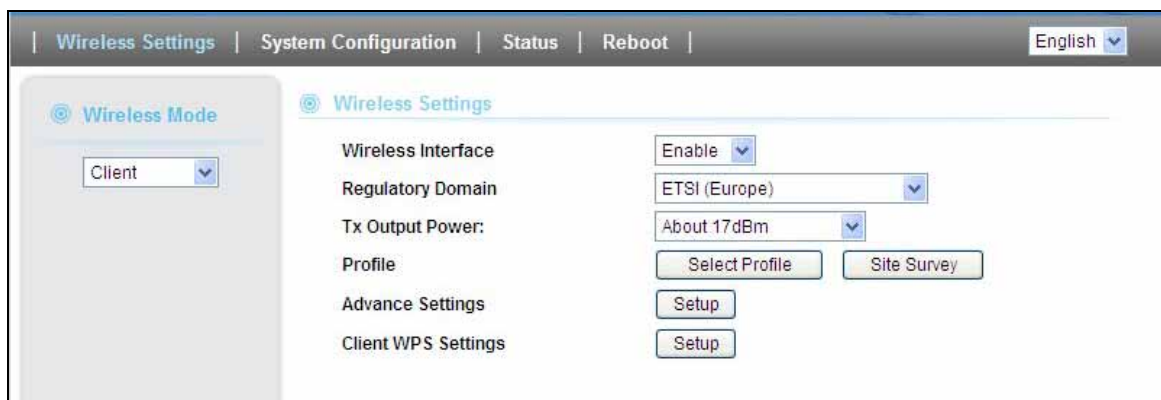 | Wireless Settings | System Configuration | Status | Reboot | English
Wireless Mode
Client
Wireless Settings
Wireless Interface Enable
Regulatory Domain ETSI (Europe)
Tx Output Power: About 17dBm
Profile Select Profile Site Survey
Advance Settings Setup
Client WPS Settings Setup